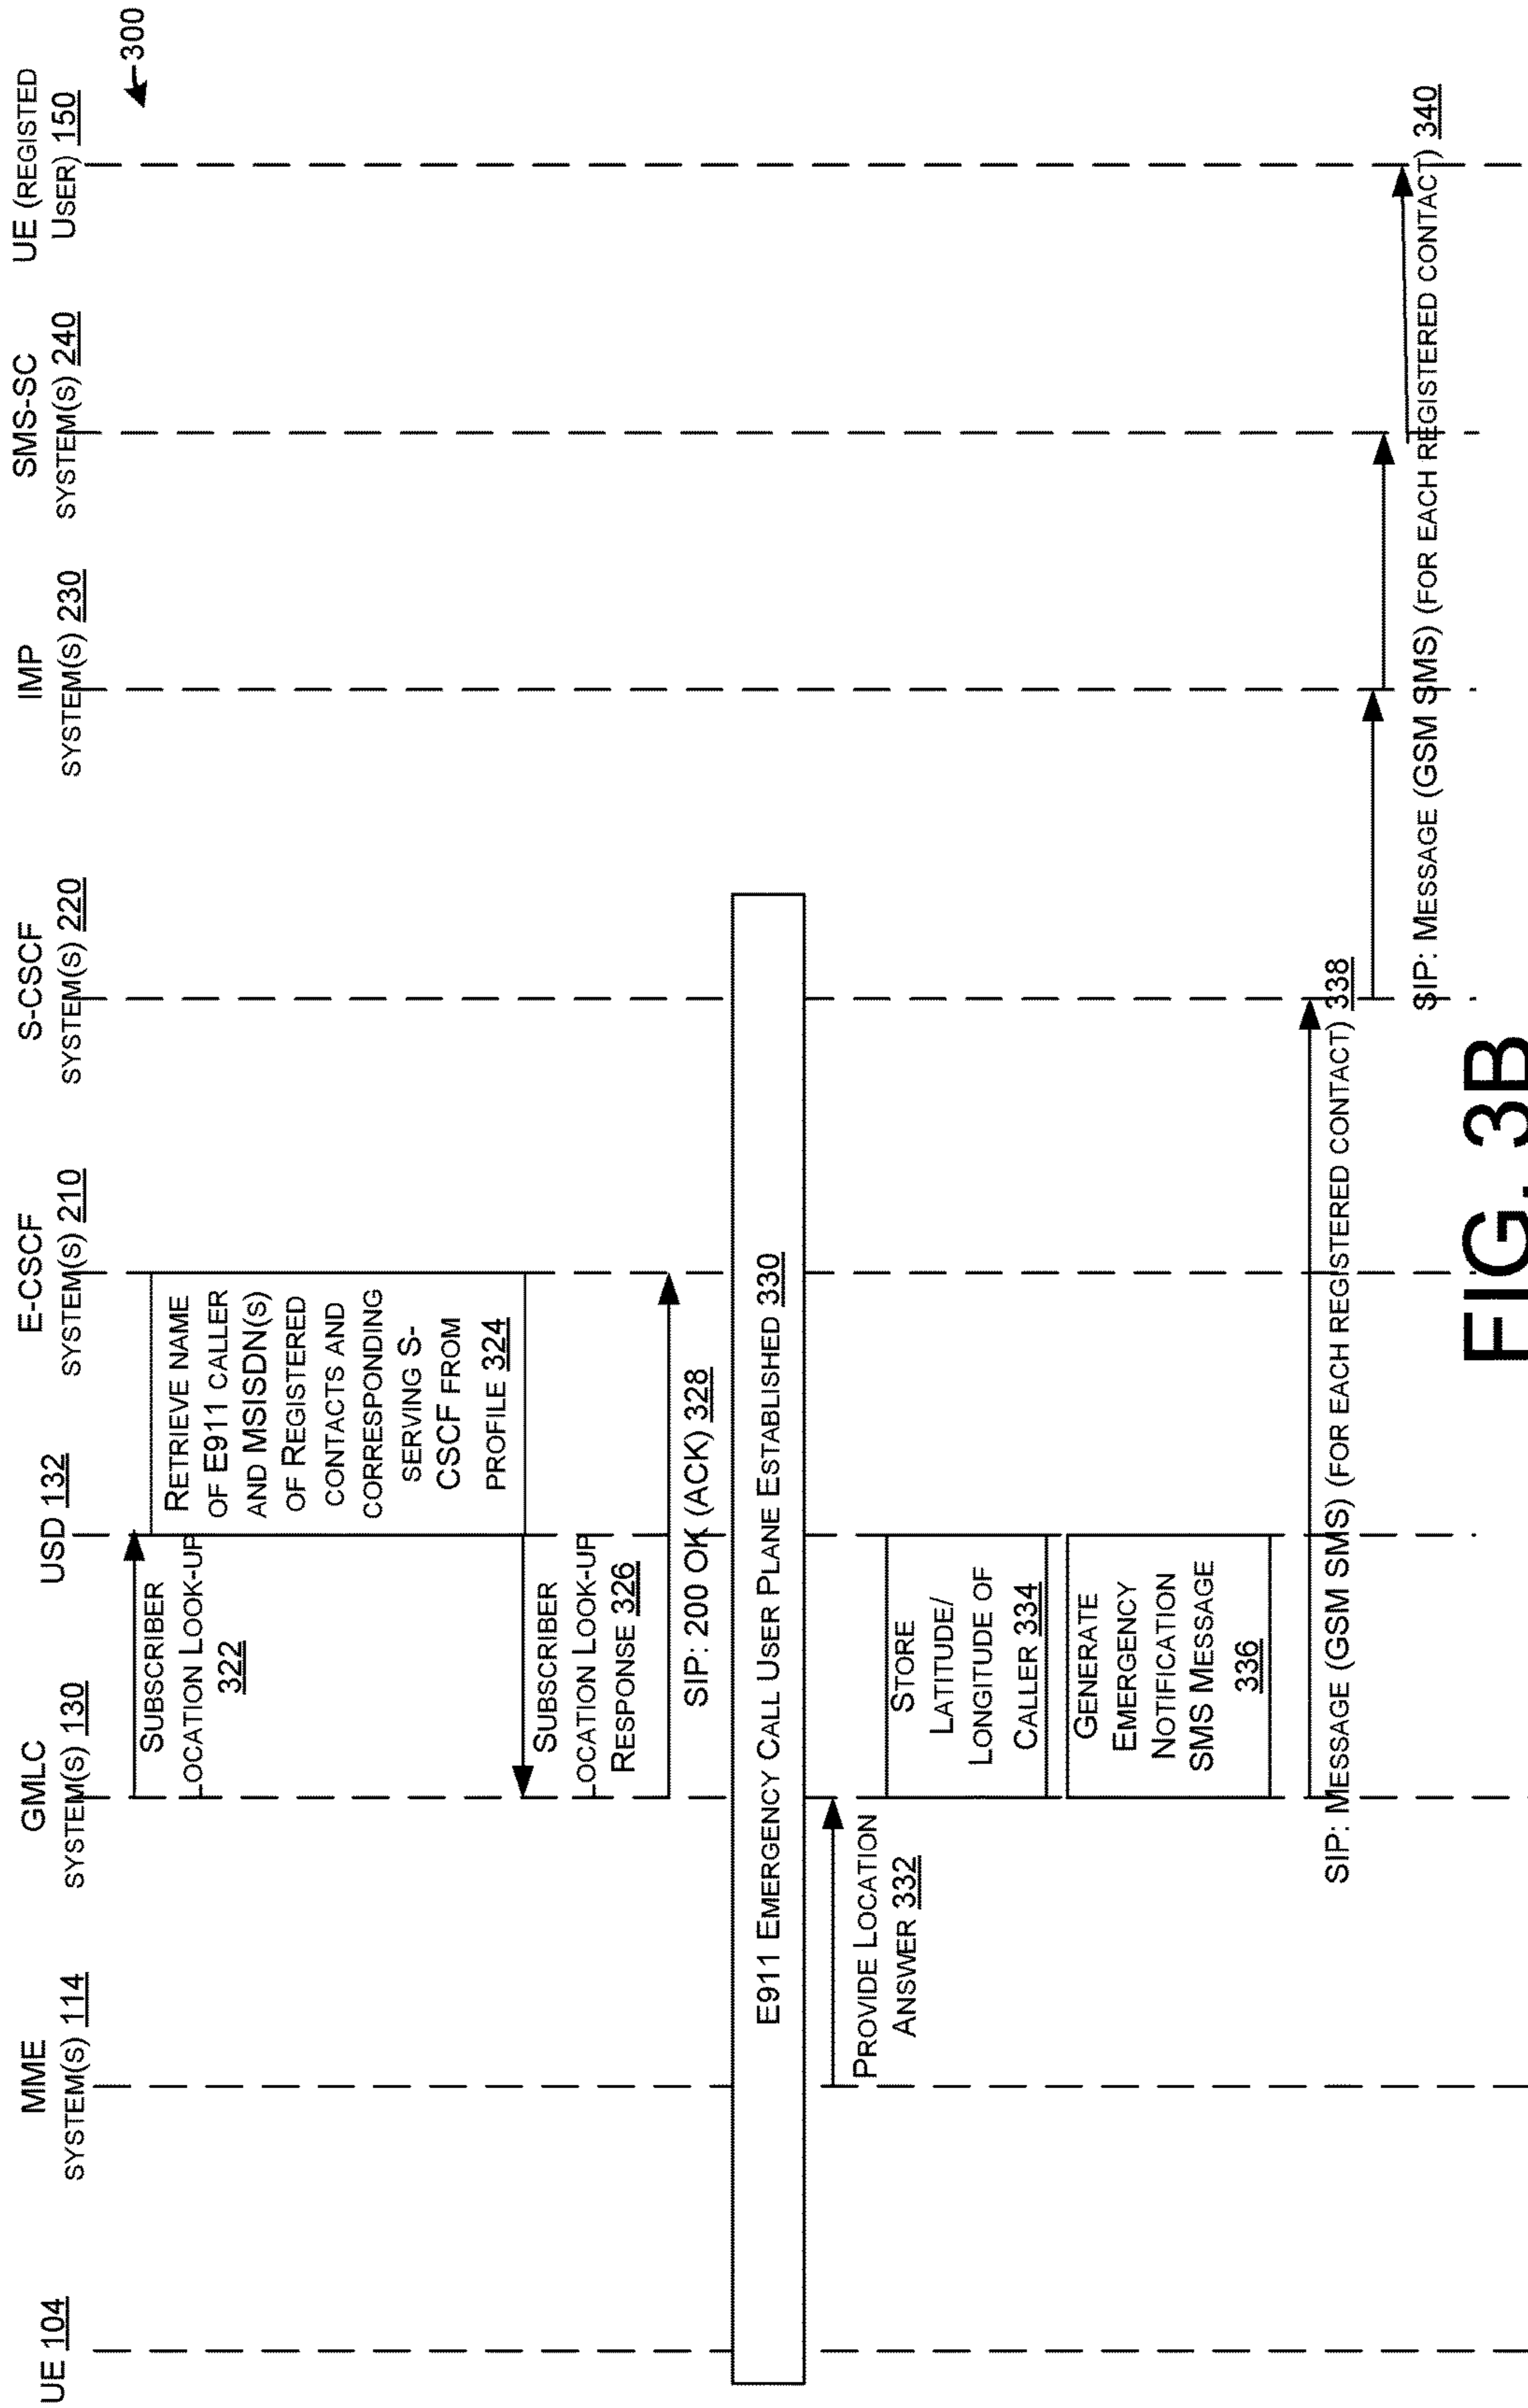 300
UE 104
MME
SYSTEM(S) 114
GMLC
SYSTEM(S) 130
USD 132
E-CSCF
SYSTEM(S) 210
S-CSCF
SYSTEM(S) 220
IMP
SYSTEM(S) 230
SMS-SC
SYSTEM(S) 240
UE (REGISTED
USER) 150
SUBSCRIBER
LOCATION LOOK-UP
322
RETRIEVE NAME
OF E911 CALLER
AND MSISDN(S)
OF REGISTERED
CONTACTS AND
CORRESPONDING
SERVING S-
CSCF FROM
PROFILE 324
SUBSCRIBER
LOCATION LOOK-UP
RESPONSE 326
SIP: 200 OK (ACK) 328
E911 EMERGENCY CALL USER PLANE ESTABLISHED 330
PROVIDE LOCATION
ANSWER 332
STORE
LATITUDE/
LONGITUDE OF
CALLER 334
GENERATE
EMERGENCY
NOTIFICATION
SMS MESSAGE
336
SIP: MESSAGE (GSM SMS) (FOR EACH REGISTERED CONTACT) 338
SIP: MESSAGE (GSM SMS) (FOR EACH REGISTERED CONTACT) 340
FIG. 3B